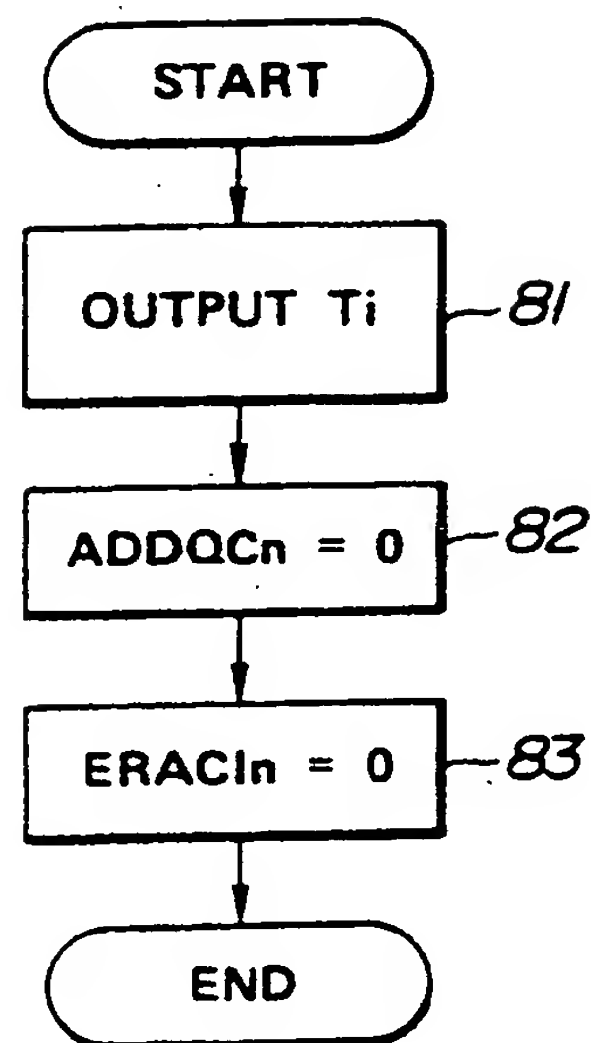 START
OUTPUT Ti
81
ADDQCn = 0
82
ERACIn = 0
83
END